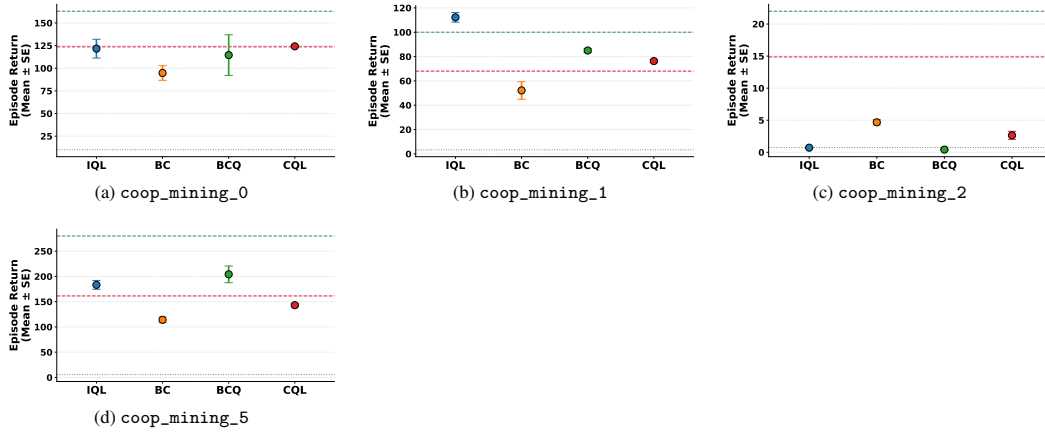 Episode Return
(Mean ± SE)
150
125
100
75
50
25
IQL BC BCQ CQL
(a) coop_mining_0
Episode Return
(Mean ± SE)
120
100
80
60
40
20
0
IQL BC BCQ CQL
(b) coop_mining_1
Episode Return
(Mean ± SE)
20
15
10
5
0
IQL BC BCQ CQL
(c) coop_mining_2
Episode Return
(Mean ± SE)
250
200
150
100
50
0
IQL BC BCQ CQL
(d) coop_mining_5